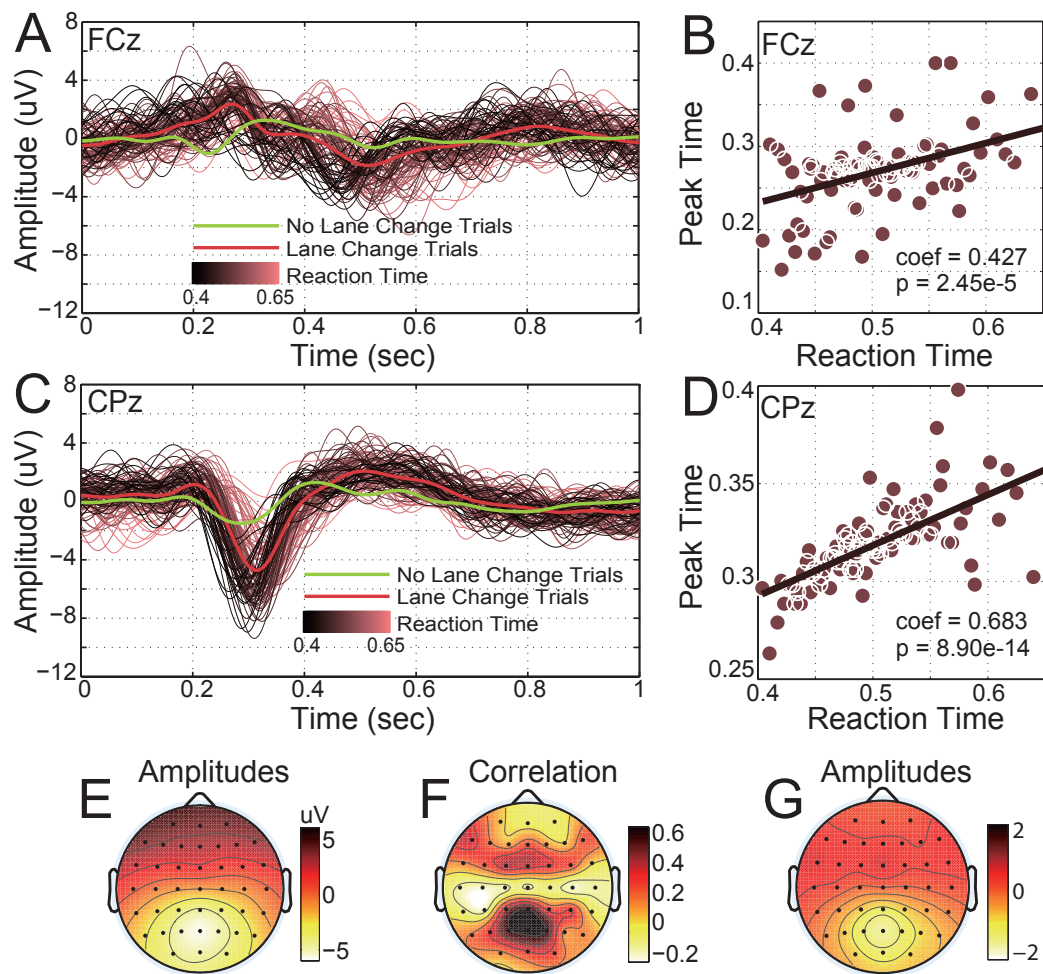 A
FCz
8
4
0
−4
−8
−12
Amplitude (uV)
No Lane Change Trials
Lane Change Trials
Reaction Time
0.4
0.65
0
0.2
0.4
0.6
0.8
1
Time (sec)
B
FCz
0.4
0.3
0.2
0.1
Peak Time
coef = 0.427
p = 2.45e-5
0.4
0.5
0.6
Reaction Time
C
CPz
8
4
0
−4
−8
−12
Amplitude (uV)
No Lane Change Trials
Lane Change Trials
Reaction Time
0.4
0.65
0
0.2
0.4
0.6
0.8
1
Time (sec)
D
CPz
0.4
0.35
0.3
0.25
Peak Time
coef = 0.683
p = 8.90e-14
0.4
0.5
0.6
Reaction Time
E
Amplitudes
uV
5
0
−5
F
Correlation
0.6
0.4
0.2
0
−0.2
G
Amplitudes
2
0
−2